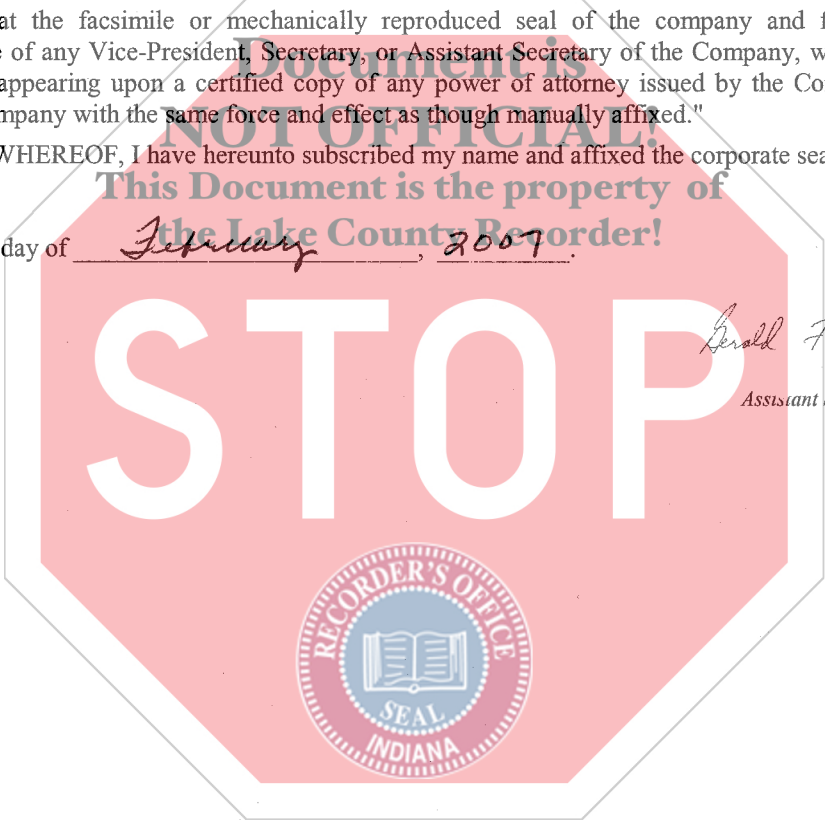 at the facsimile or mechanically reproduced seal of the company and
of any Vice-President, Secretary, or Assistant Secretary of the Company,
Document is
appearing upon a certified copy of any power of attorney issued by the
mpany with the same force and effect as though manually affixed."
NOT OFFICIAL!
WHEREOF, I have hereunto subscribed my name and affixed the corporate sea
This Document is the property of
the Lake County Recorder!
day of February, 2007.
STOP
Gerald F
Assistant
RECORDER'S OFFICE
SEAL
INDIANA